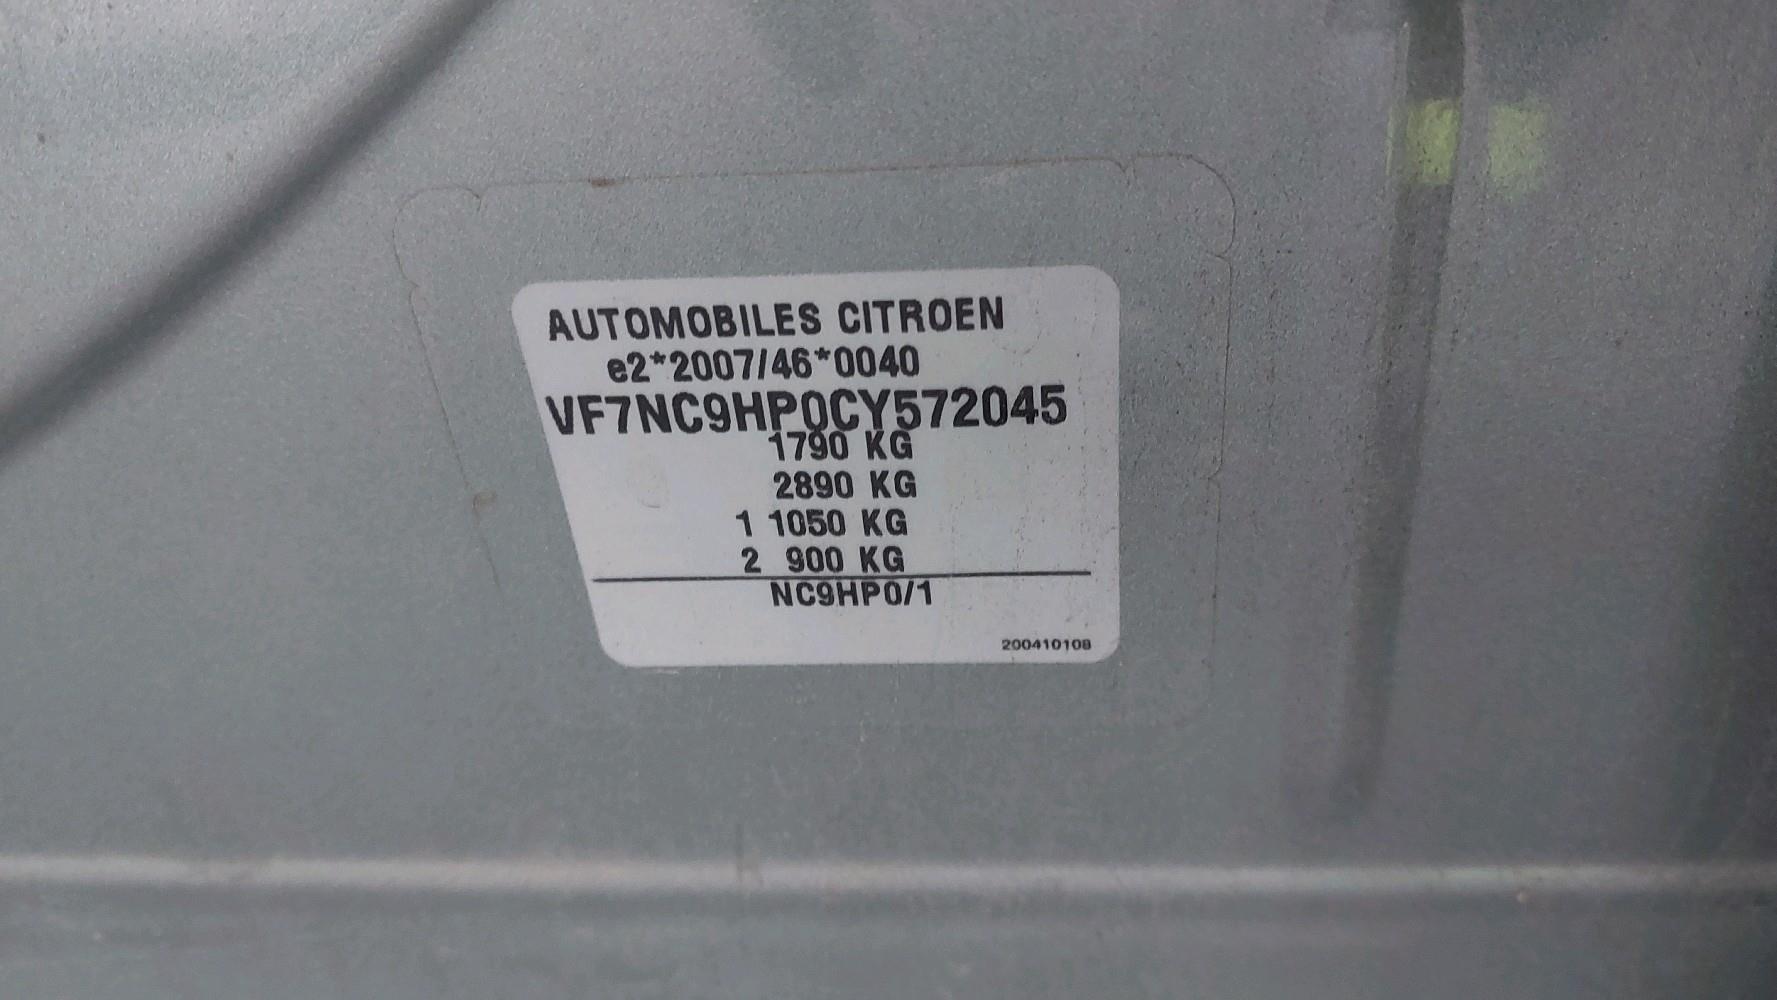 AUTOMOBILES CITROEN
e2*2007/46*0040
VF7NC9HP0CY572045
1790 KG
2890 KG
1 1050 KG
2 900 KG
NC9HP0/1
200410108